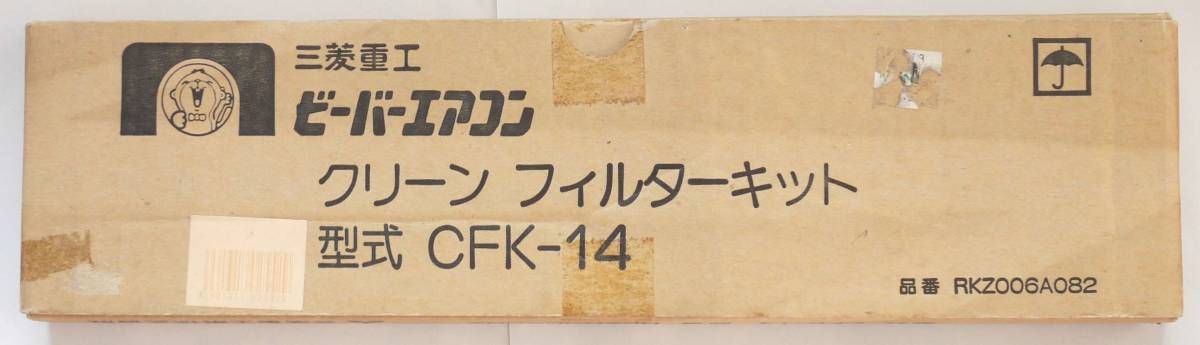 三菱重工
ビーバーエアコン
クリーン フィルターキット
型式 CFK-14
品番 RKZ006A082